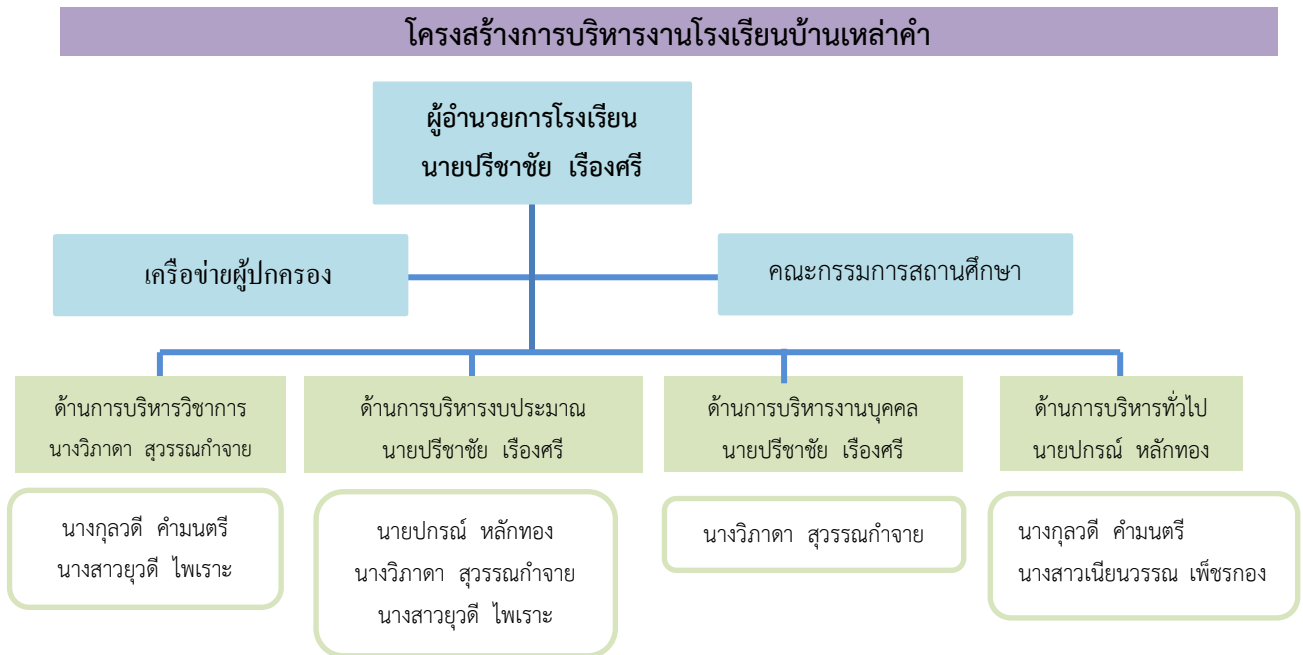 โครงสร้างการบริหารงานโรงเรียนบ้านเหล่าคำ
ผู้อำนวยการโรงเรียน
นายปรีชาชัย เรืองศรี
เครือข่ายผู้ปกครอง
คณะกรรมการสถานศึกษา
ด้านการบริหารวิชาการ
นางวิภาดา สุวรรณกำจาย
ด้านการบริหารงบประมาณ
นายปรีชาชัย เรืองศรี
ด้านการบริหารงานบุคคล
นายปรีชาชัย เรืองศรี
ด้านการบริหารทั่วไป
นายปกรณ์ หลักทอง
นางกุลวดี คำมนตรี
นางสาวยุวดี ไพเราะ
นายปกรณ์ หลักทอง
นางวิภาดา สุวรรณกำจาย
นางสาวยุวดี ไพเราะ
นางวิภาดา สุวรรณกำจาย
นางกุลวดี คำมนตรี
นางสาวเนียนวรรณ เพ็ชรกอง